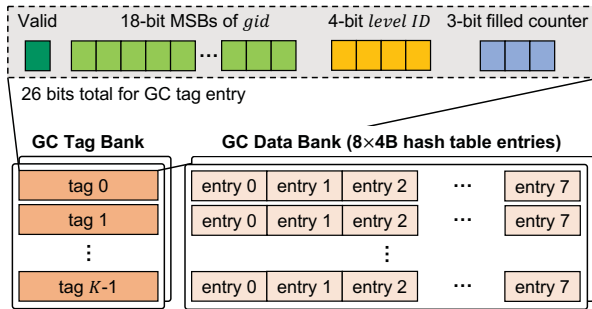 Valid 18-bit MSBs of gid 4-bit level ID 3-bit filled counter
...
26 bits total for GC tag entry
GC Tag Bank GC Data Bank (8×4B hash table entries)
tag 0 entry 0 entry 1 entry 2 ... entry 7
tag 1 entry 0 entry 1 entry 2 ... entry 7
⋮ ⋮
tag K-1 entry 0 entry 1 entry 2 ... entry 7